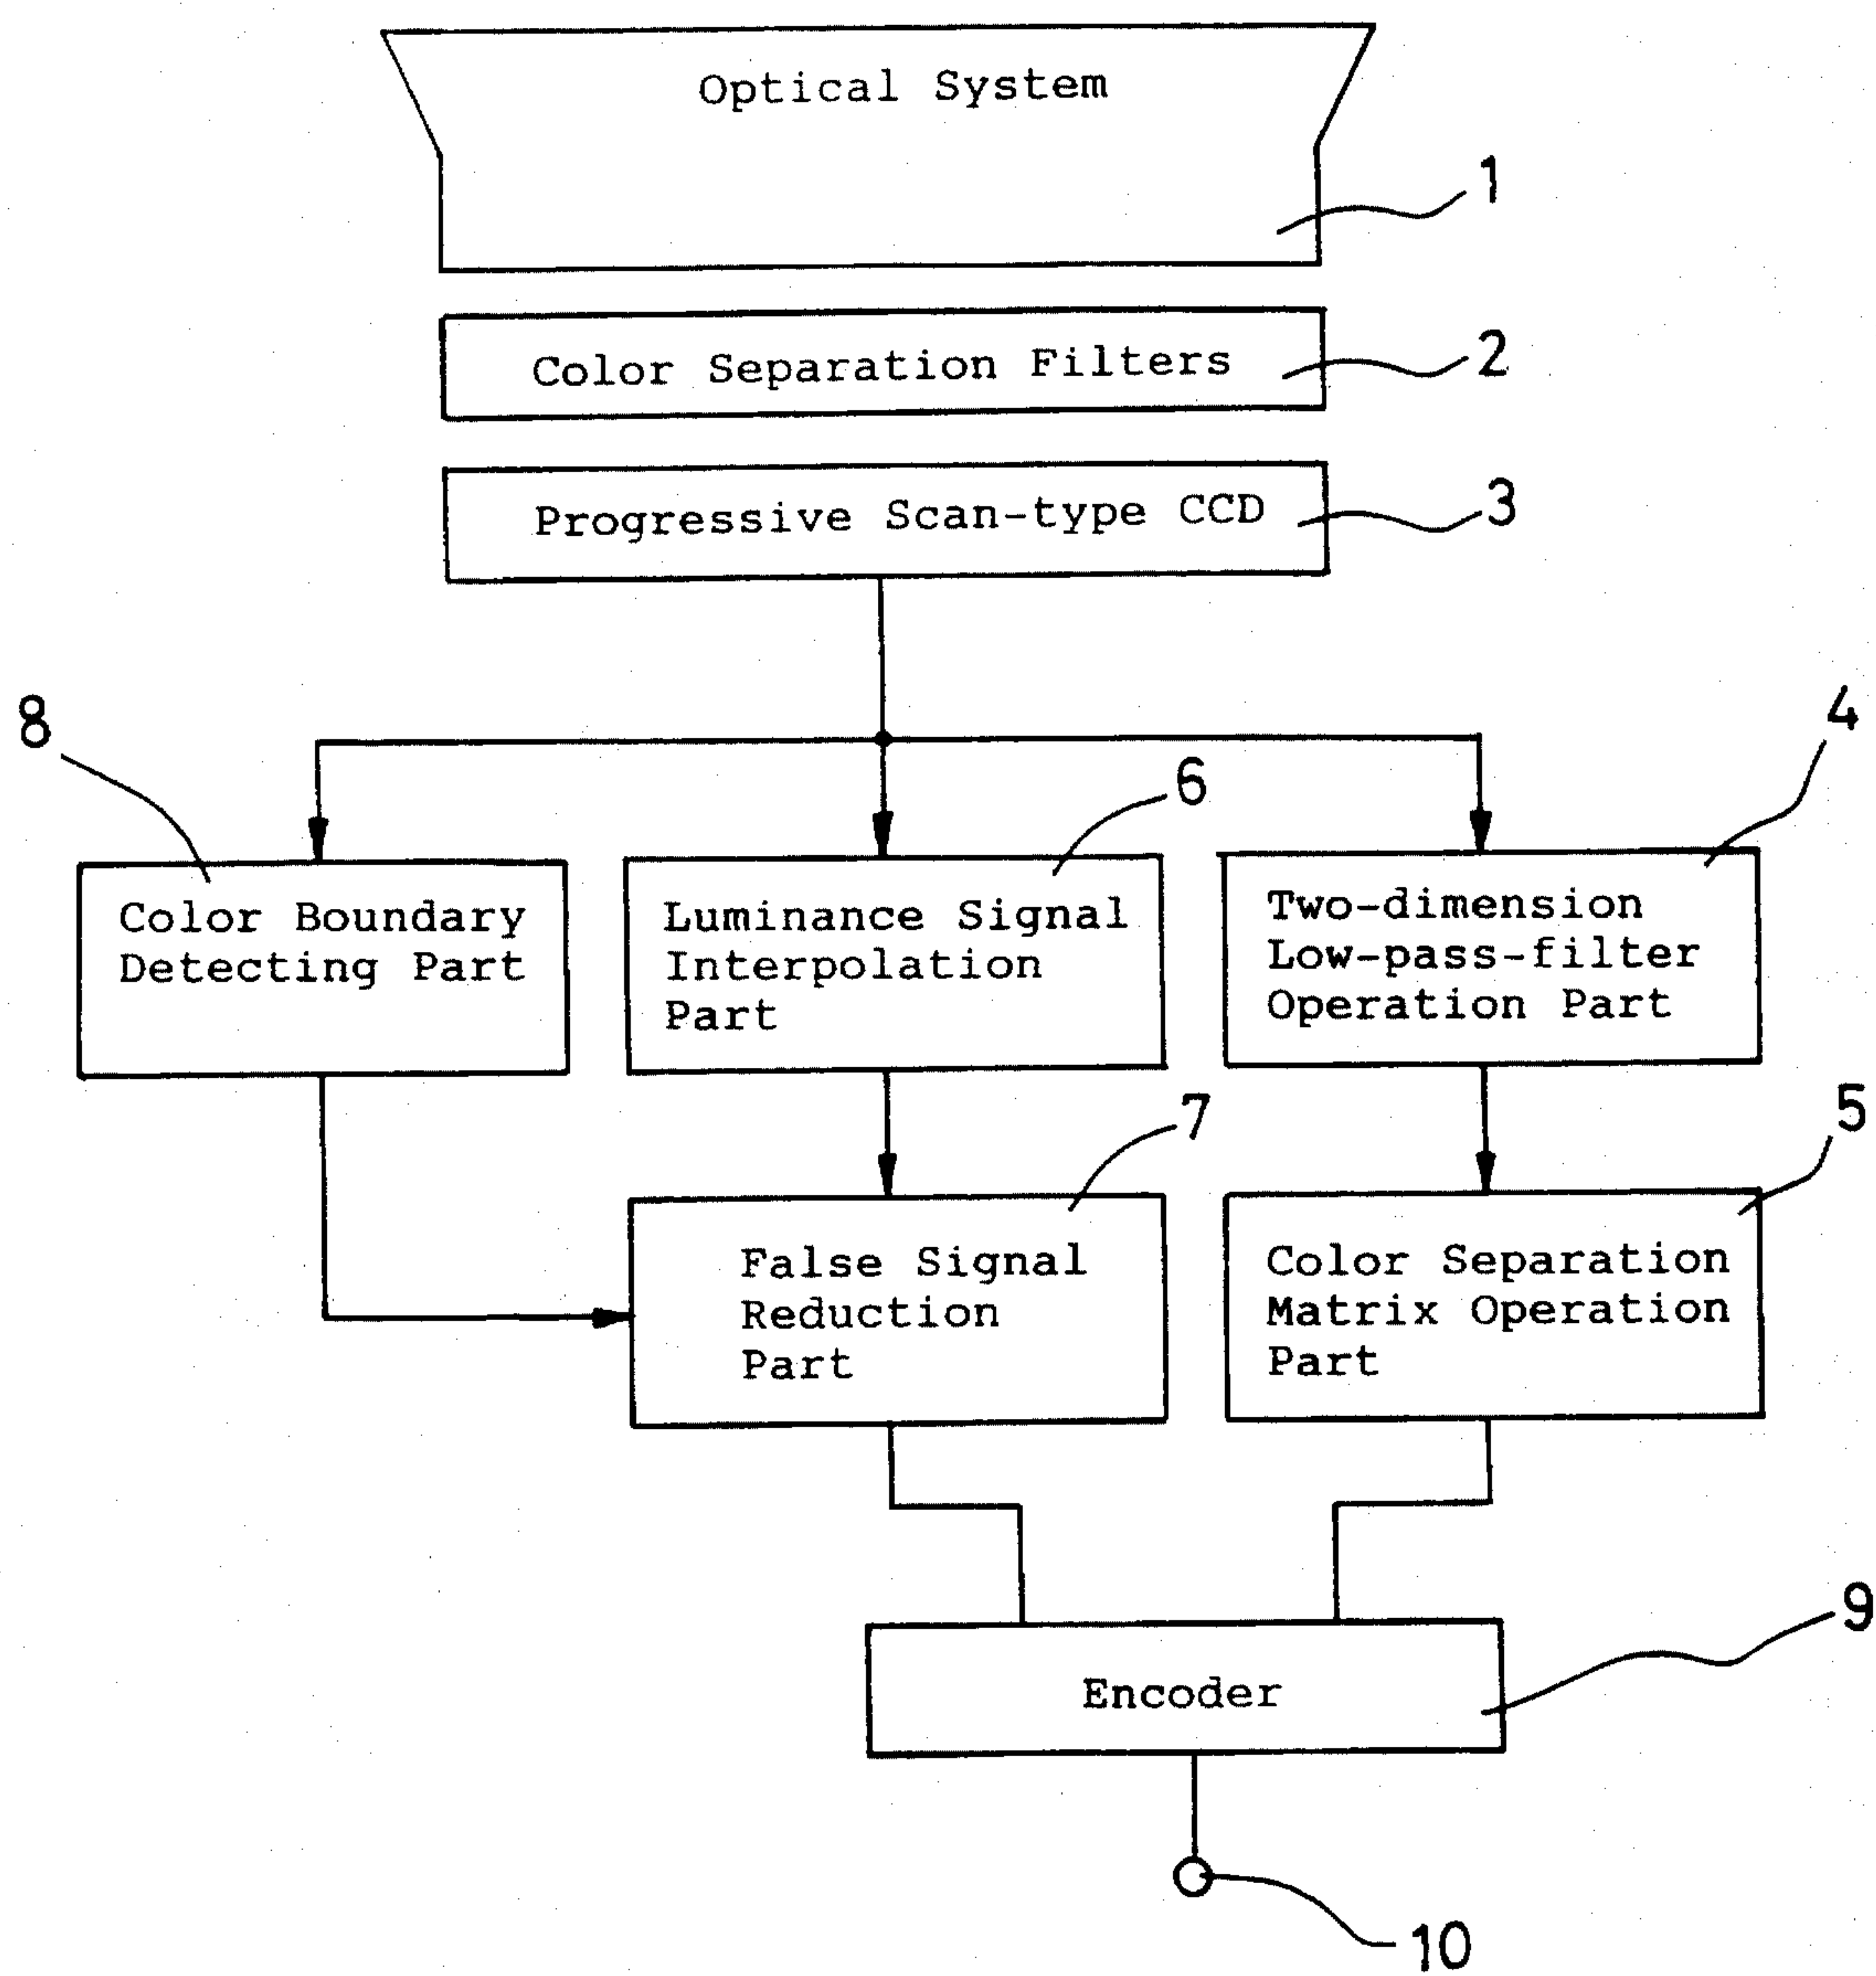 Optical System
1
Color Separation Filters
2
Progressive Scan-type CCD
3
8
6
4
Color Boundary
Detecting Part
Luminance Signal
Interpolation
Part
Two-dimension
Low-pass-filter
Operation Part
7
5
False Signal
Reduction
Part
Color Separation
Matrix Operation
Part
Encoder
9
10